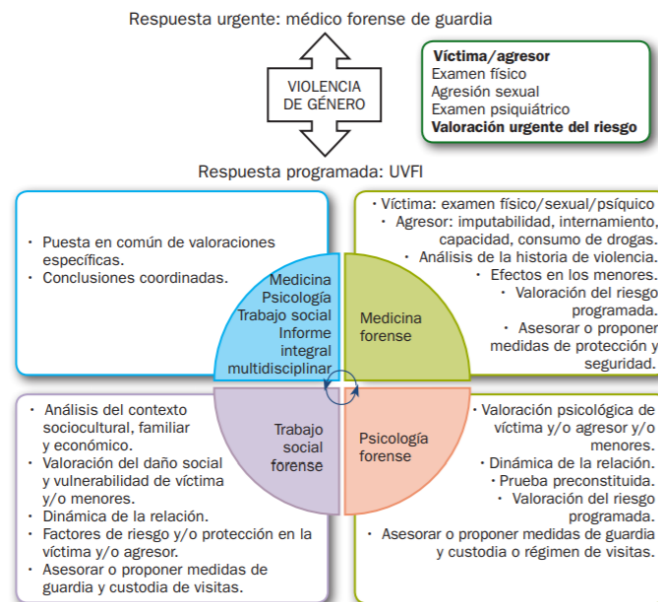 Respuesta urgente: médico forense de guardia
VIOLENCIA
DE GÉNERO
Víctima/agresor
Examen físico
Agresión sexual
Examen psiquiátrico
Valoración urgente del riesgo
Respuesta programada: UVFI
· Puesta en común de valoraciones
específicas.
· Conclusiones coordinadas.
Medicina
Psicología
Trabajo social
Informe
integral
multidisciplinar
· Víctima: examen físico/sexual/psíquico
· Agresor: imputabilidad, internamiento,
capacidad, consumo de drogas.
· Análisis de la historia de violencia.
· Efectos en los menores.
· Valoración del riesgo
programada.
· Asesorar o proponer
medidas de protección y
seguridad.
Medicina
forense
· Análisis del contexto
sociocultural, familiar
y económico.
· Valoración del daño social
y vulnerabilidad de víctima
y/o menores.
· Dinámica de la relación.
· Factores de riesgo y/o protección en la
víctima y/o agresor.
· Asesorar o proponer medidas de
guardia y custodia de visitas.
Trabajo
social
forense
Psicología
forense
· Valoración psicológica de
víctima y/o agresor y/o
menores.
· Dinámica de la relación.
· Prueba preconstituida.
· Valoración del riesgo
programada.
· Asesorar o proponer medidas de guardia
y custodia o régimen de visitas.